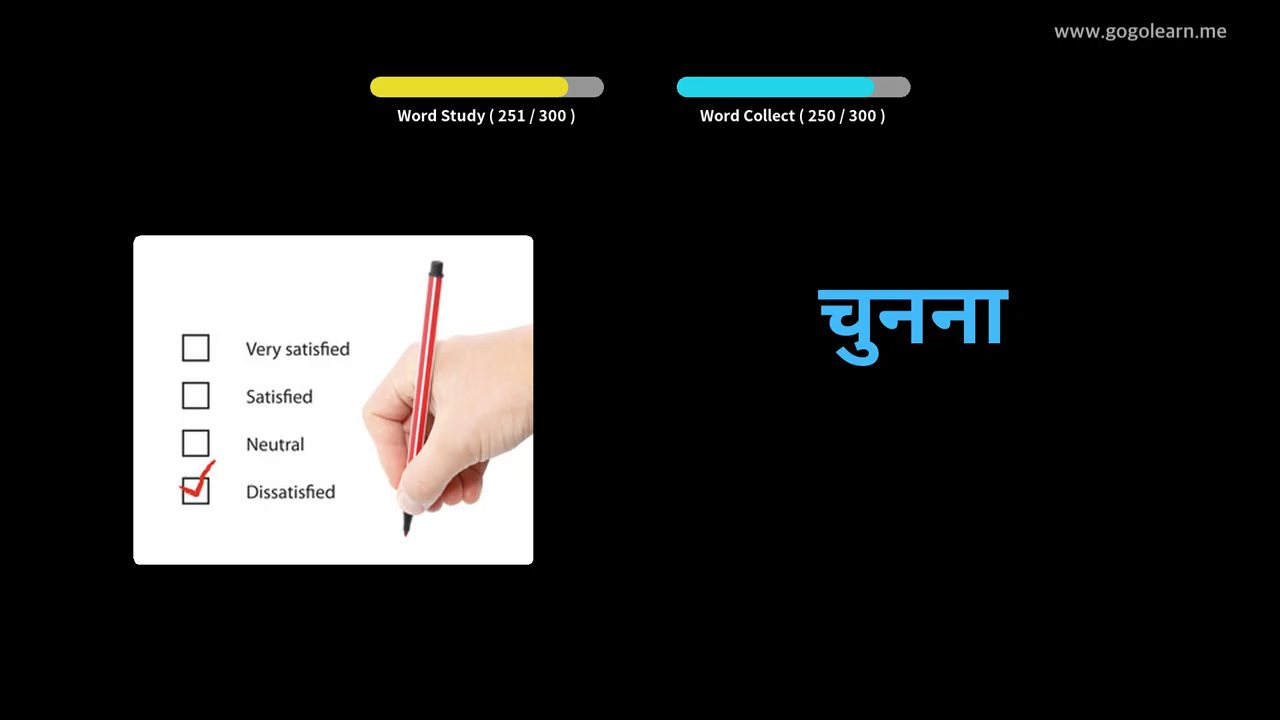 www.gogolearn.me
Word Study ( 251 / 300 )
Word Collect ( 250 / 300 )
Very satisfied
Satisfied
Neutral
Dissatisfied
चुनना